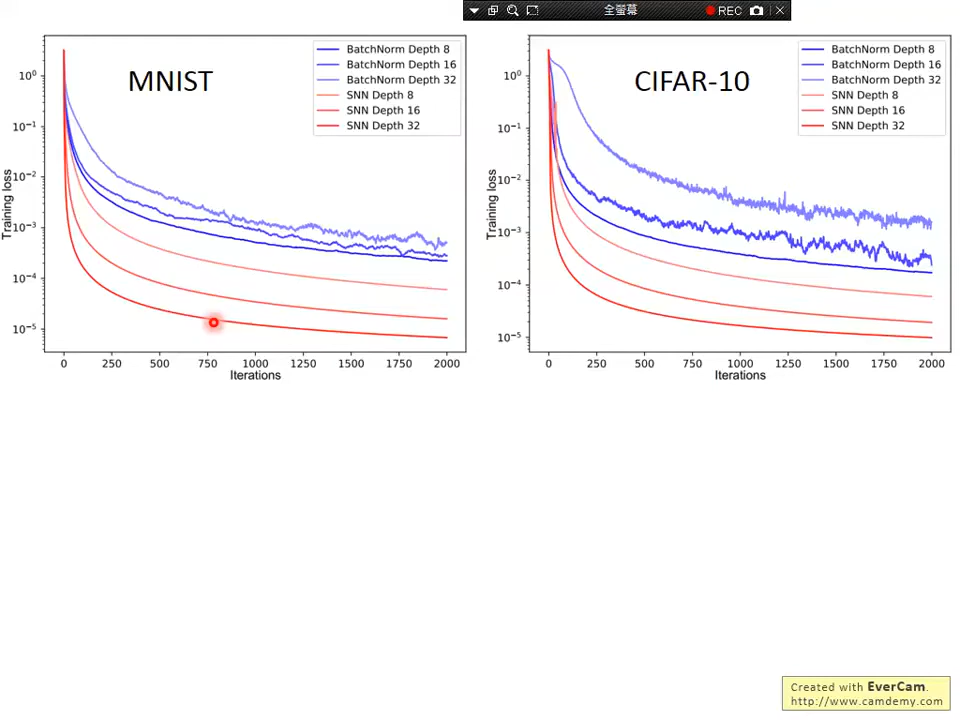 全螢幕
REC
MNIST
BatchNorm Depth 8
BatchNorm Depth 16
BatchNorm Depth 32
SNN Depth 8
SNN Depth 16
SNN Depth 32
Training loss
10⁰
10⁻¹
10⁻²
10⁻³
10⁻⁴
10⁻⁵
0 250 500 750 1000 1250 1500 1750 2000
Iterations
CIFAR-10
BatchNorm Depth 8
BatchNorm Depth 16
BatchNorm Depth 32
SNN Depth 8
SNN Depth 16
SNN Depth 32
Training loss
10⁰
10⁻¹
10⁻²
10⁻³
10⁻⁴
10⁻⁵
0 250 500 750 1000 1250 1500 1750 2000
Iterations
Created with EverCam.
http://www.camdemy.com